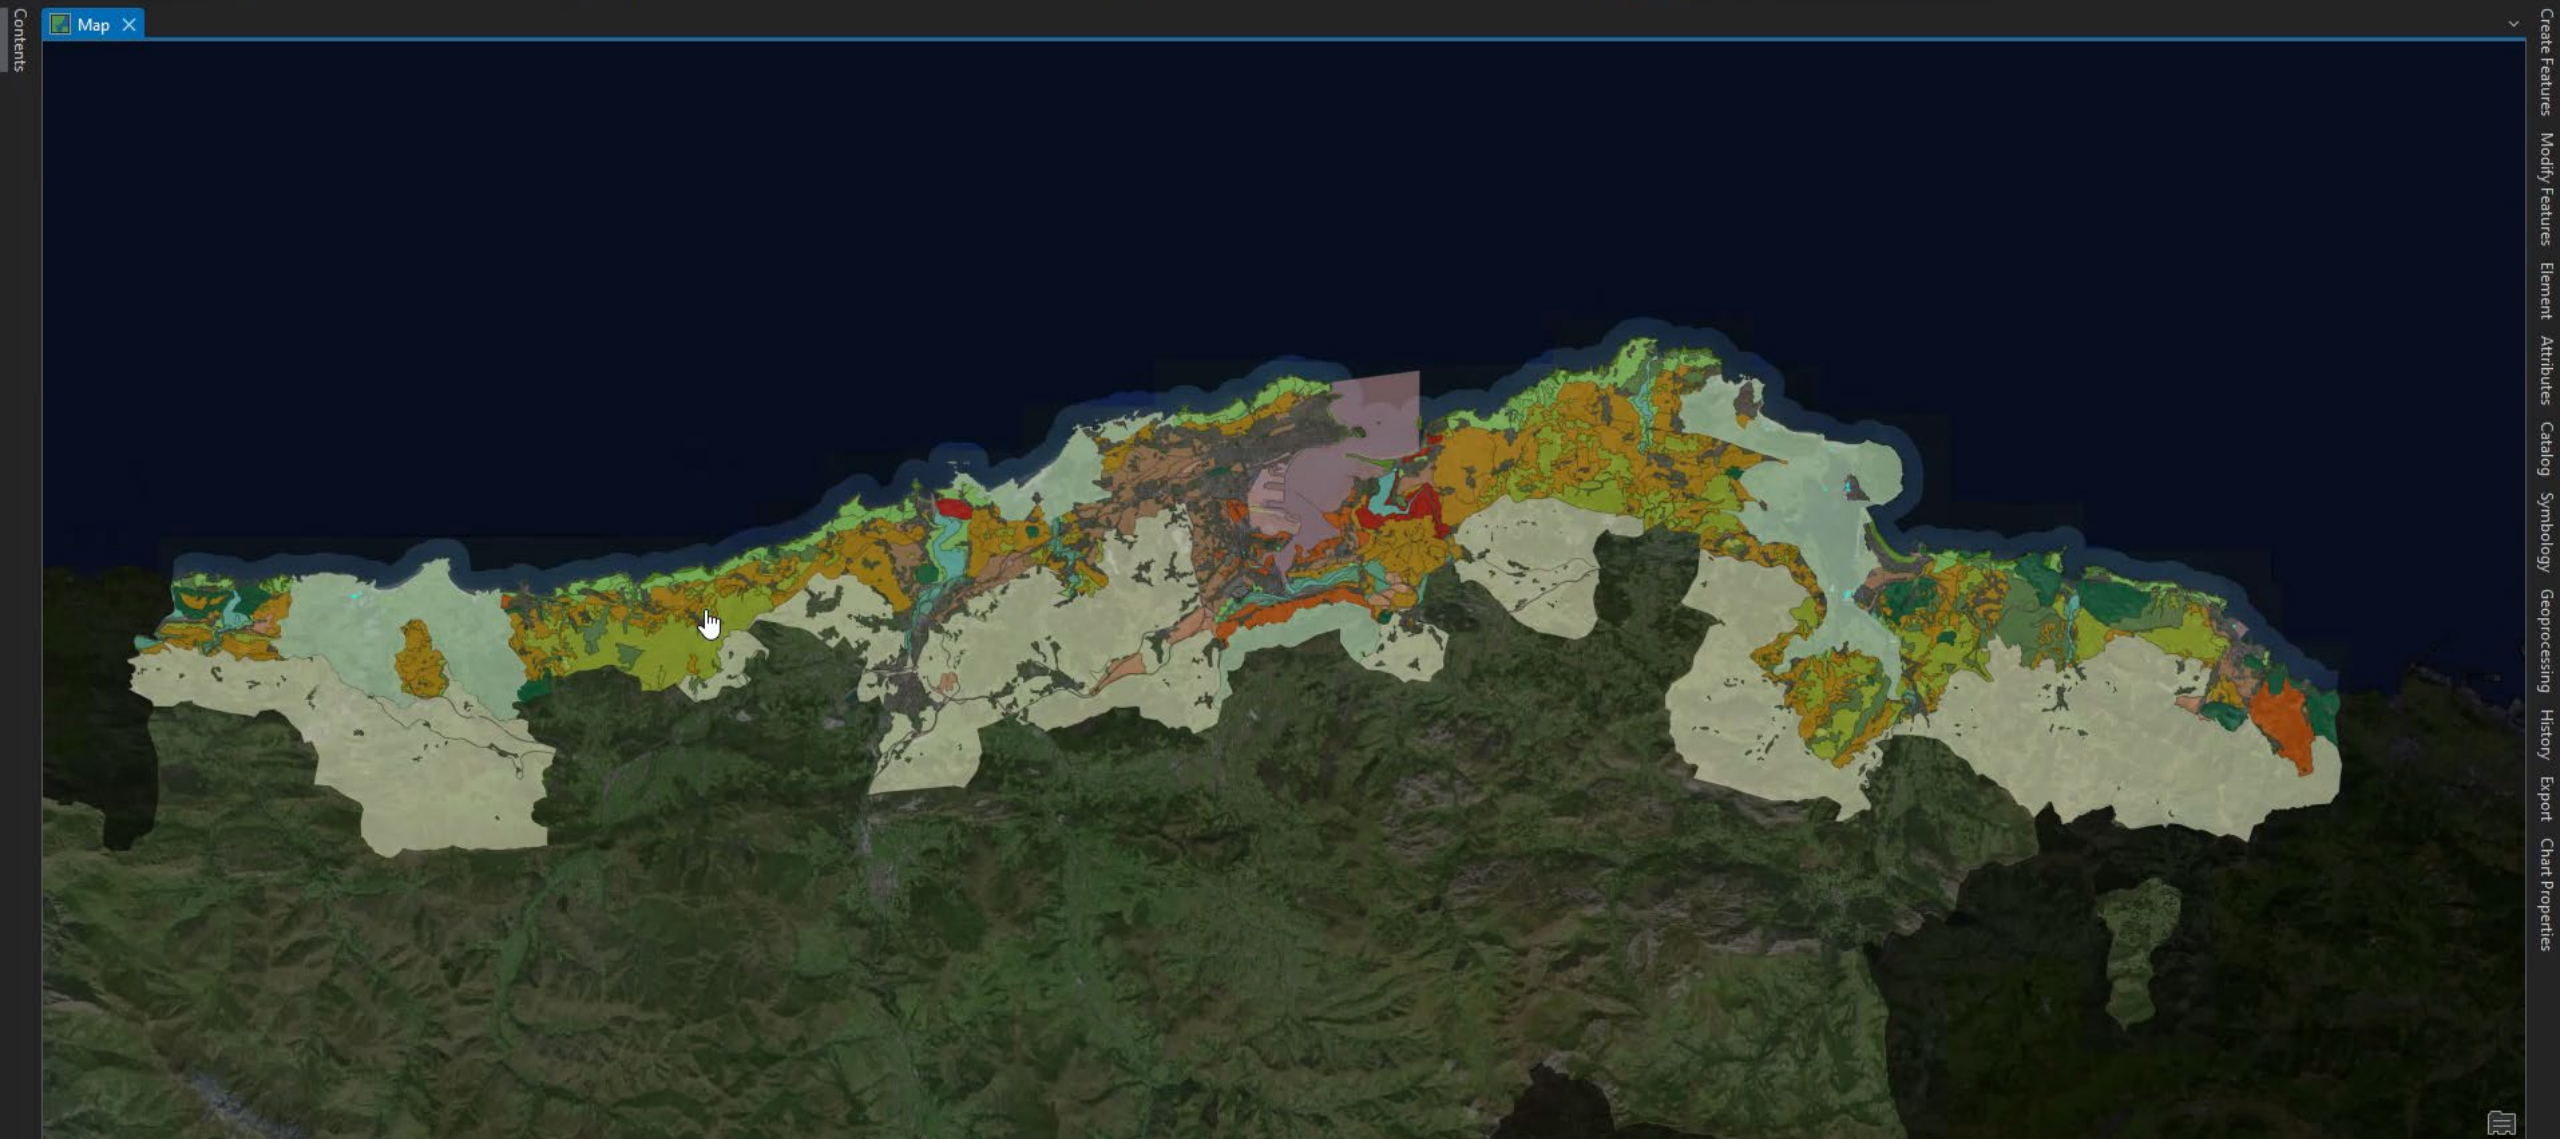 Contents
Map
Create Features
Modify Features
Element
Attributes
Catalog
Symbology
Geoprocessing
History
Export
Chart Properties